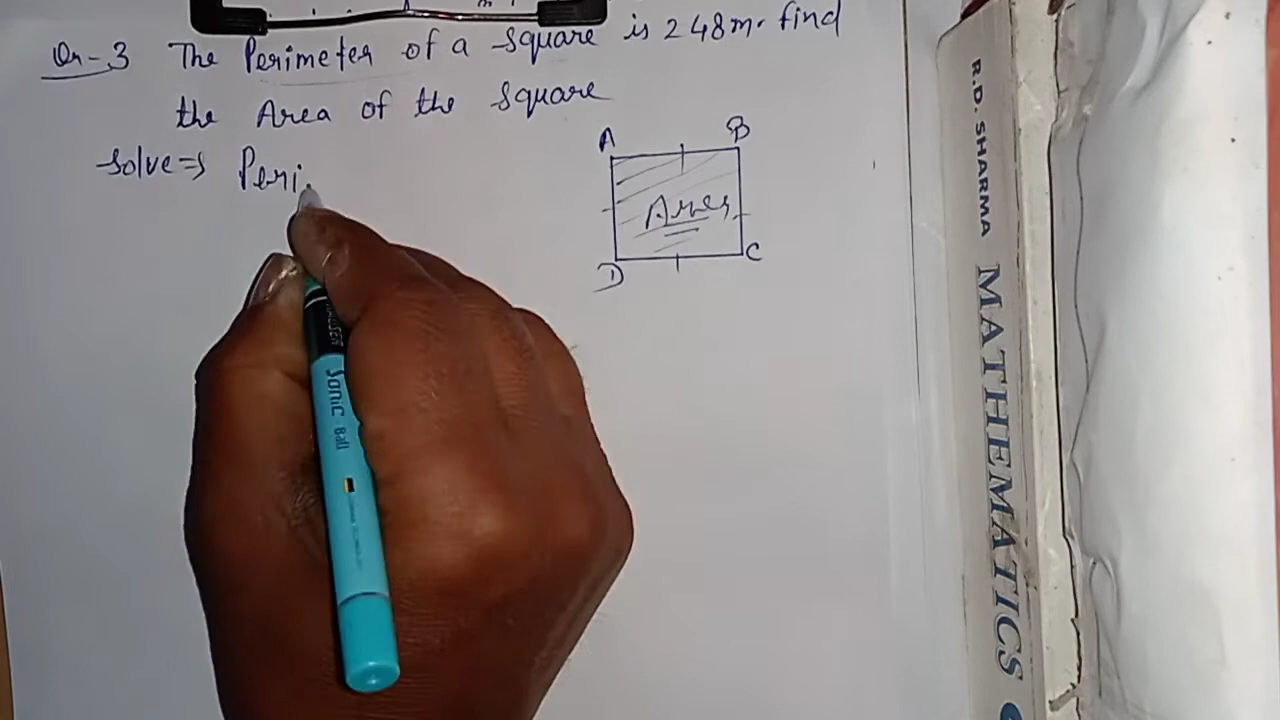 Qn-3 The Perimeter of a square is 248m. find
the Area of the square
Solve⇒ Peri
A B
Area
D C
Sonic Ball
R.D. SHARMA MATHEMATICS